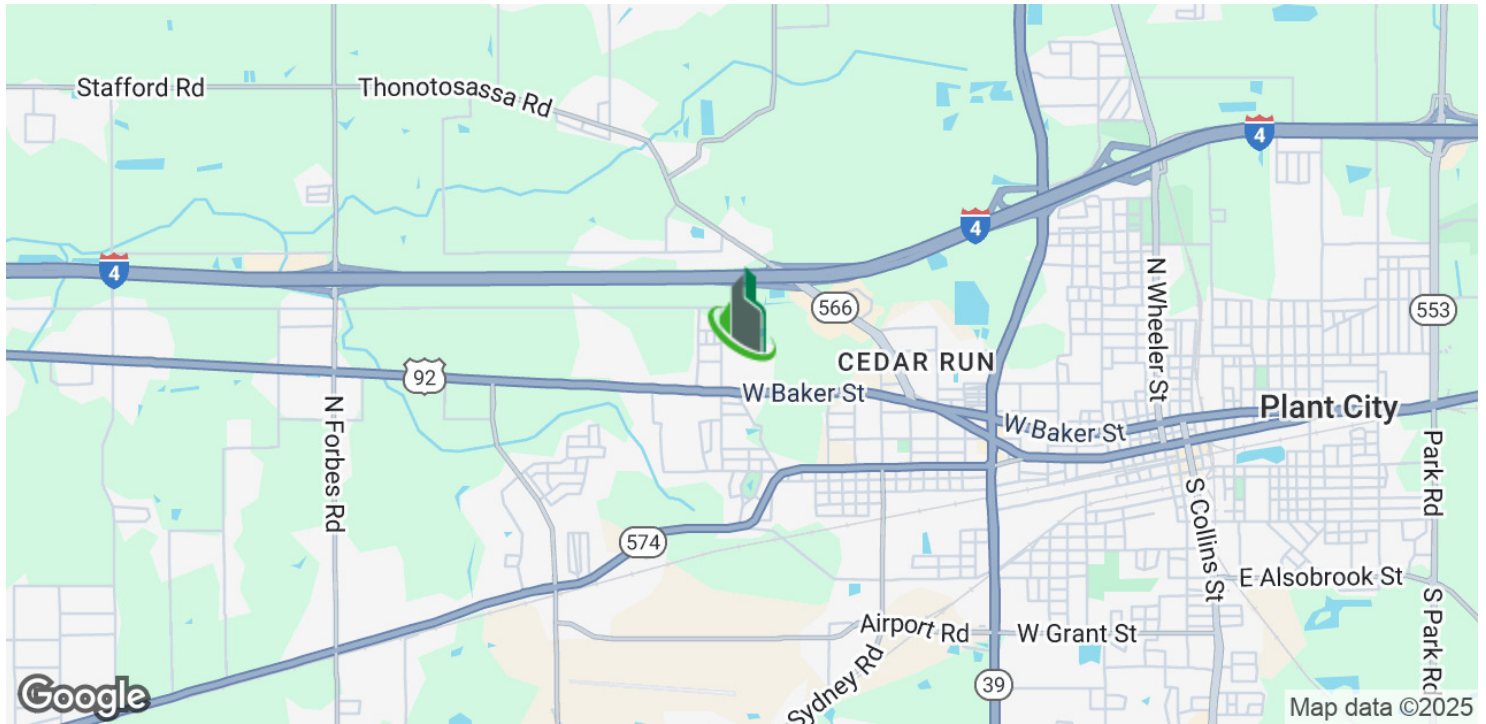 Stafford Rd
Thonotosassa Rd
4
4
4
N Wheeler St
566
553
CEDAR RUN
92
W Baker St
N Forbes Rd
W Baker St
Plant City
Park Rd
S Collins St
574
E Alsobrook St
S Park Rd
Airport Rd
W Grant St
Sydney Rd
39
Google
Map data ©2025